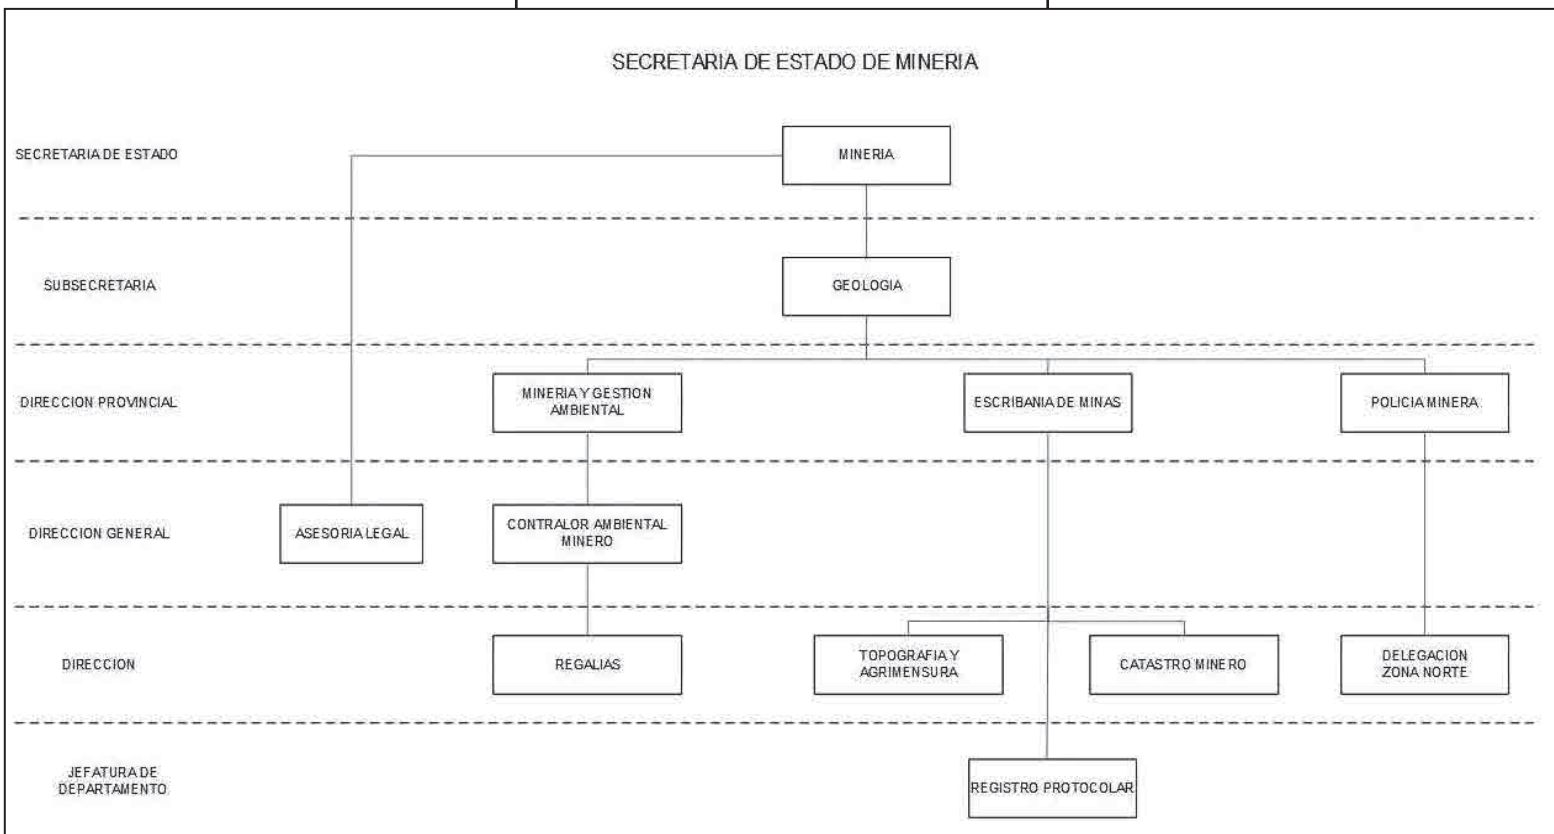 SECRETARIA DE ESTADO DE MINERIA
SECRETARIA DE ESTADO
MINERIA
SUBSECRETARIA
GEOLOGIA
DIRECCION PROVINCIAL
MINERIA Y GESTION
AMBIENTAL
ESCRIBANIA DE MINAS
POLICIA MINERA
DIRECCION GENERAL
ASESORIA LEGAL
CONTRALOR AMBIENTAL
MINERO
DIRECCION
REGALIAS
TOPOGRAFIA Y
AGRIMENSURA
CATASTRO MINERO
DELEGACION
ZONA NORTE
JEFATURA DE
DEPARTAMENTO
REGISTRO PROTOCOLAR